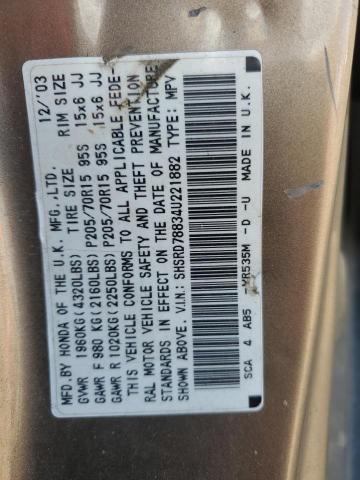 MFD.BY HONDA OF THE U.K. MFG.,LTD. 12/'03
GVWR 1960KG(4320LBS) TIRE SIZE RIM SIZE
GAWR F 980 KG(2160LBS) P205/70R15 95S 15x6 JJ
GAWR R 1020KG(2250LBS) P205/70R15 95S 15x6 JJ
THIS VEHICLE CONFORMS TO ALL APPLICABLE FEDE-
RAL MOTOR VEHICLE SAFETY AND THEFT PREVENTION
STANDARDS IN EFFECT ON THE DATE OF MANUFACTURE
SHOWN ABOVE. V.I.N.: SHSRD78834U221882 TYPE: MPV
YR535M -D -U MADE IN U.K.
SCA 4 AB5